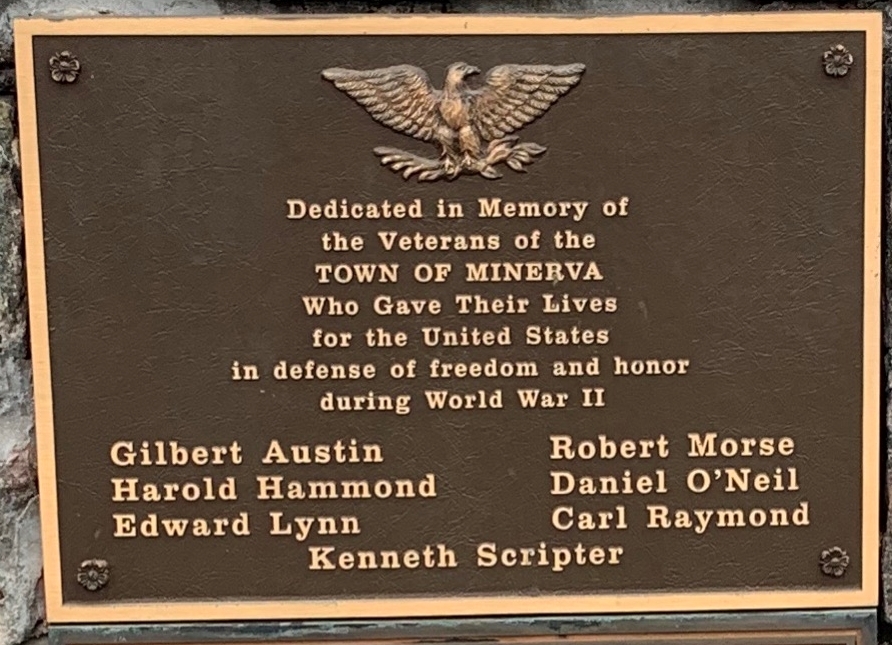 Dedicated in Memory of
the Veterans of the
TOWN OF MINERVA
Who Gave Their Lives
for the United States
in defense of freedom and honor
during World War II
Gilbert Austin
Harold Hammond
Edward Lynn
Robert Morse
Daniel O'Neil
Carl Raymond
Kenneth Scripter